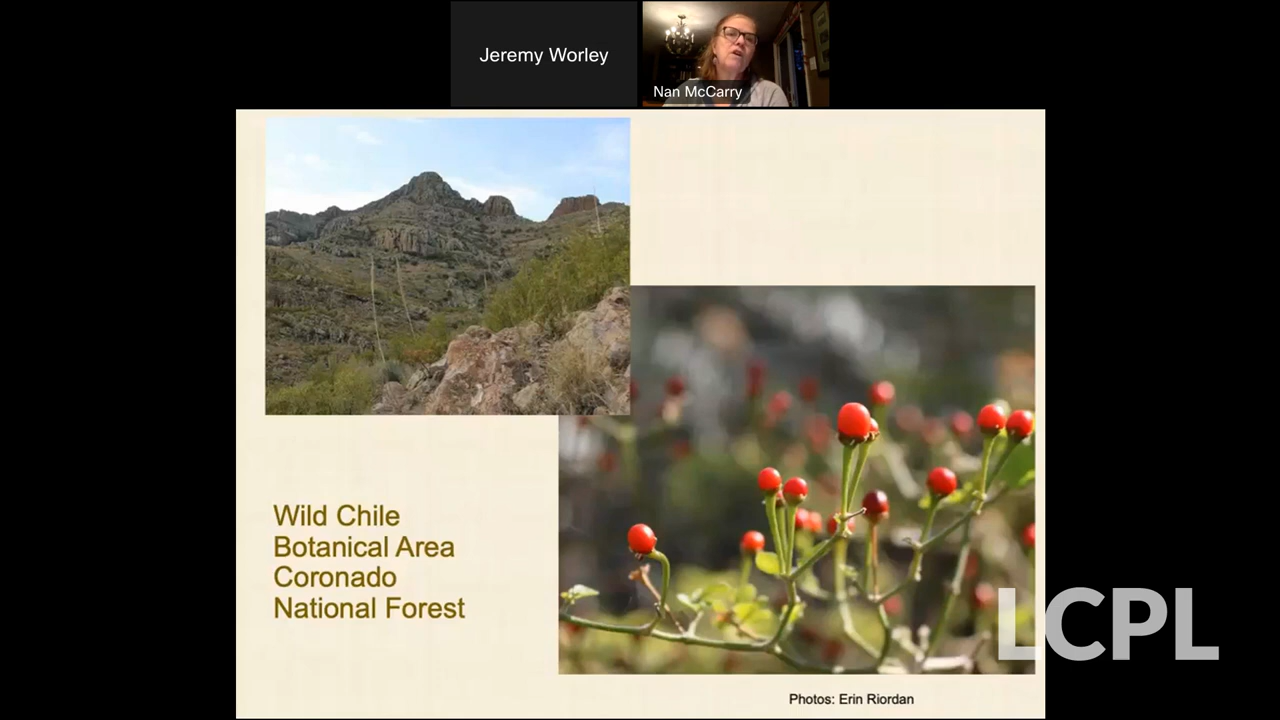 Jeremy Worley
Nan McCarry
Wild Chile
Botanical Area
Coronado
National Forest
LCPL
Photos: Erin Riordan